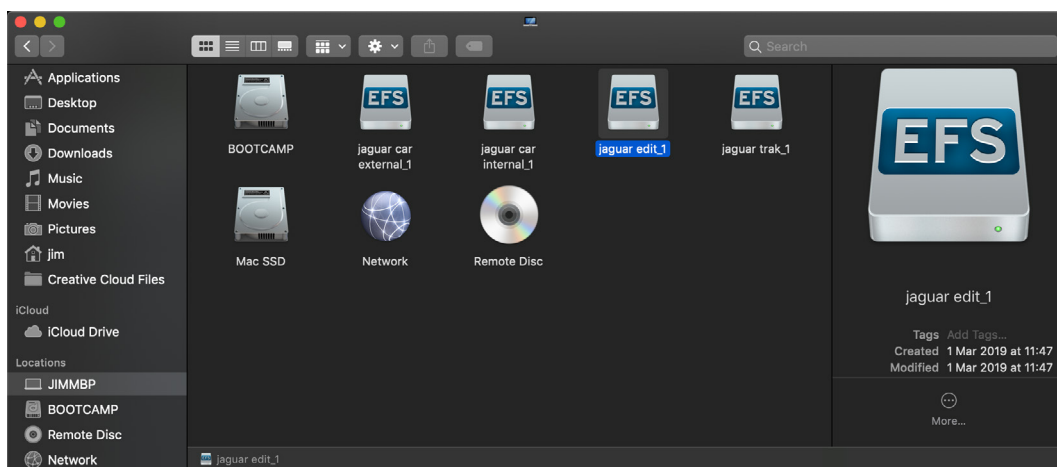 Search
Applications
Desktop
Documents
Downloads
Music
Movies
Pictures
jim
Creative Cloud Files
iCloud
iCloud Drive
Locations
JIMMBP
BOOTCAMP
Remote Disc
Network
EFS
EFS
EFS
EFS
BOOTCAMP
jaguar car
external_1
jaguar car
internal_1
jaguar edit_1
jaguar trak_1
Mac SSD
Network
Remote Disc
EFS
jaguar edit_1
Tags Add Tags...
Created 1 Mar 2019 at 11:47
Modified 1 Mar 2019 at 11:47
More...
jaguar edit_1